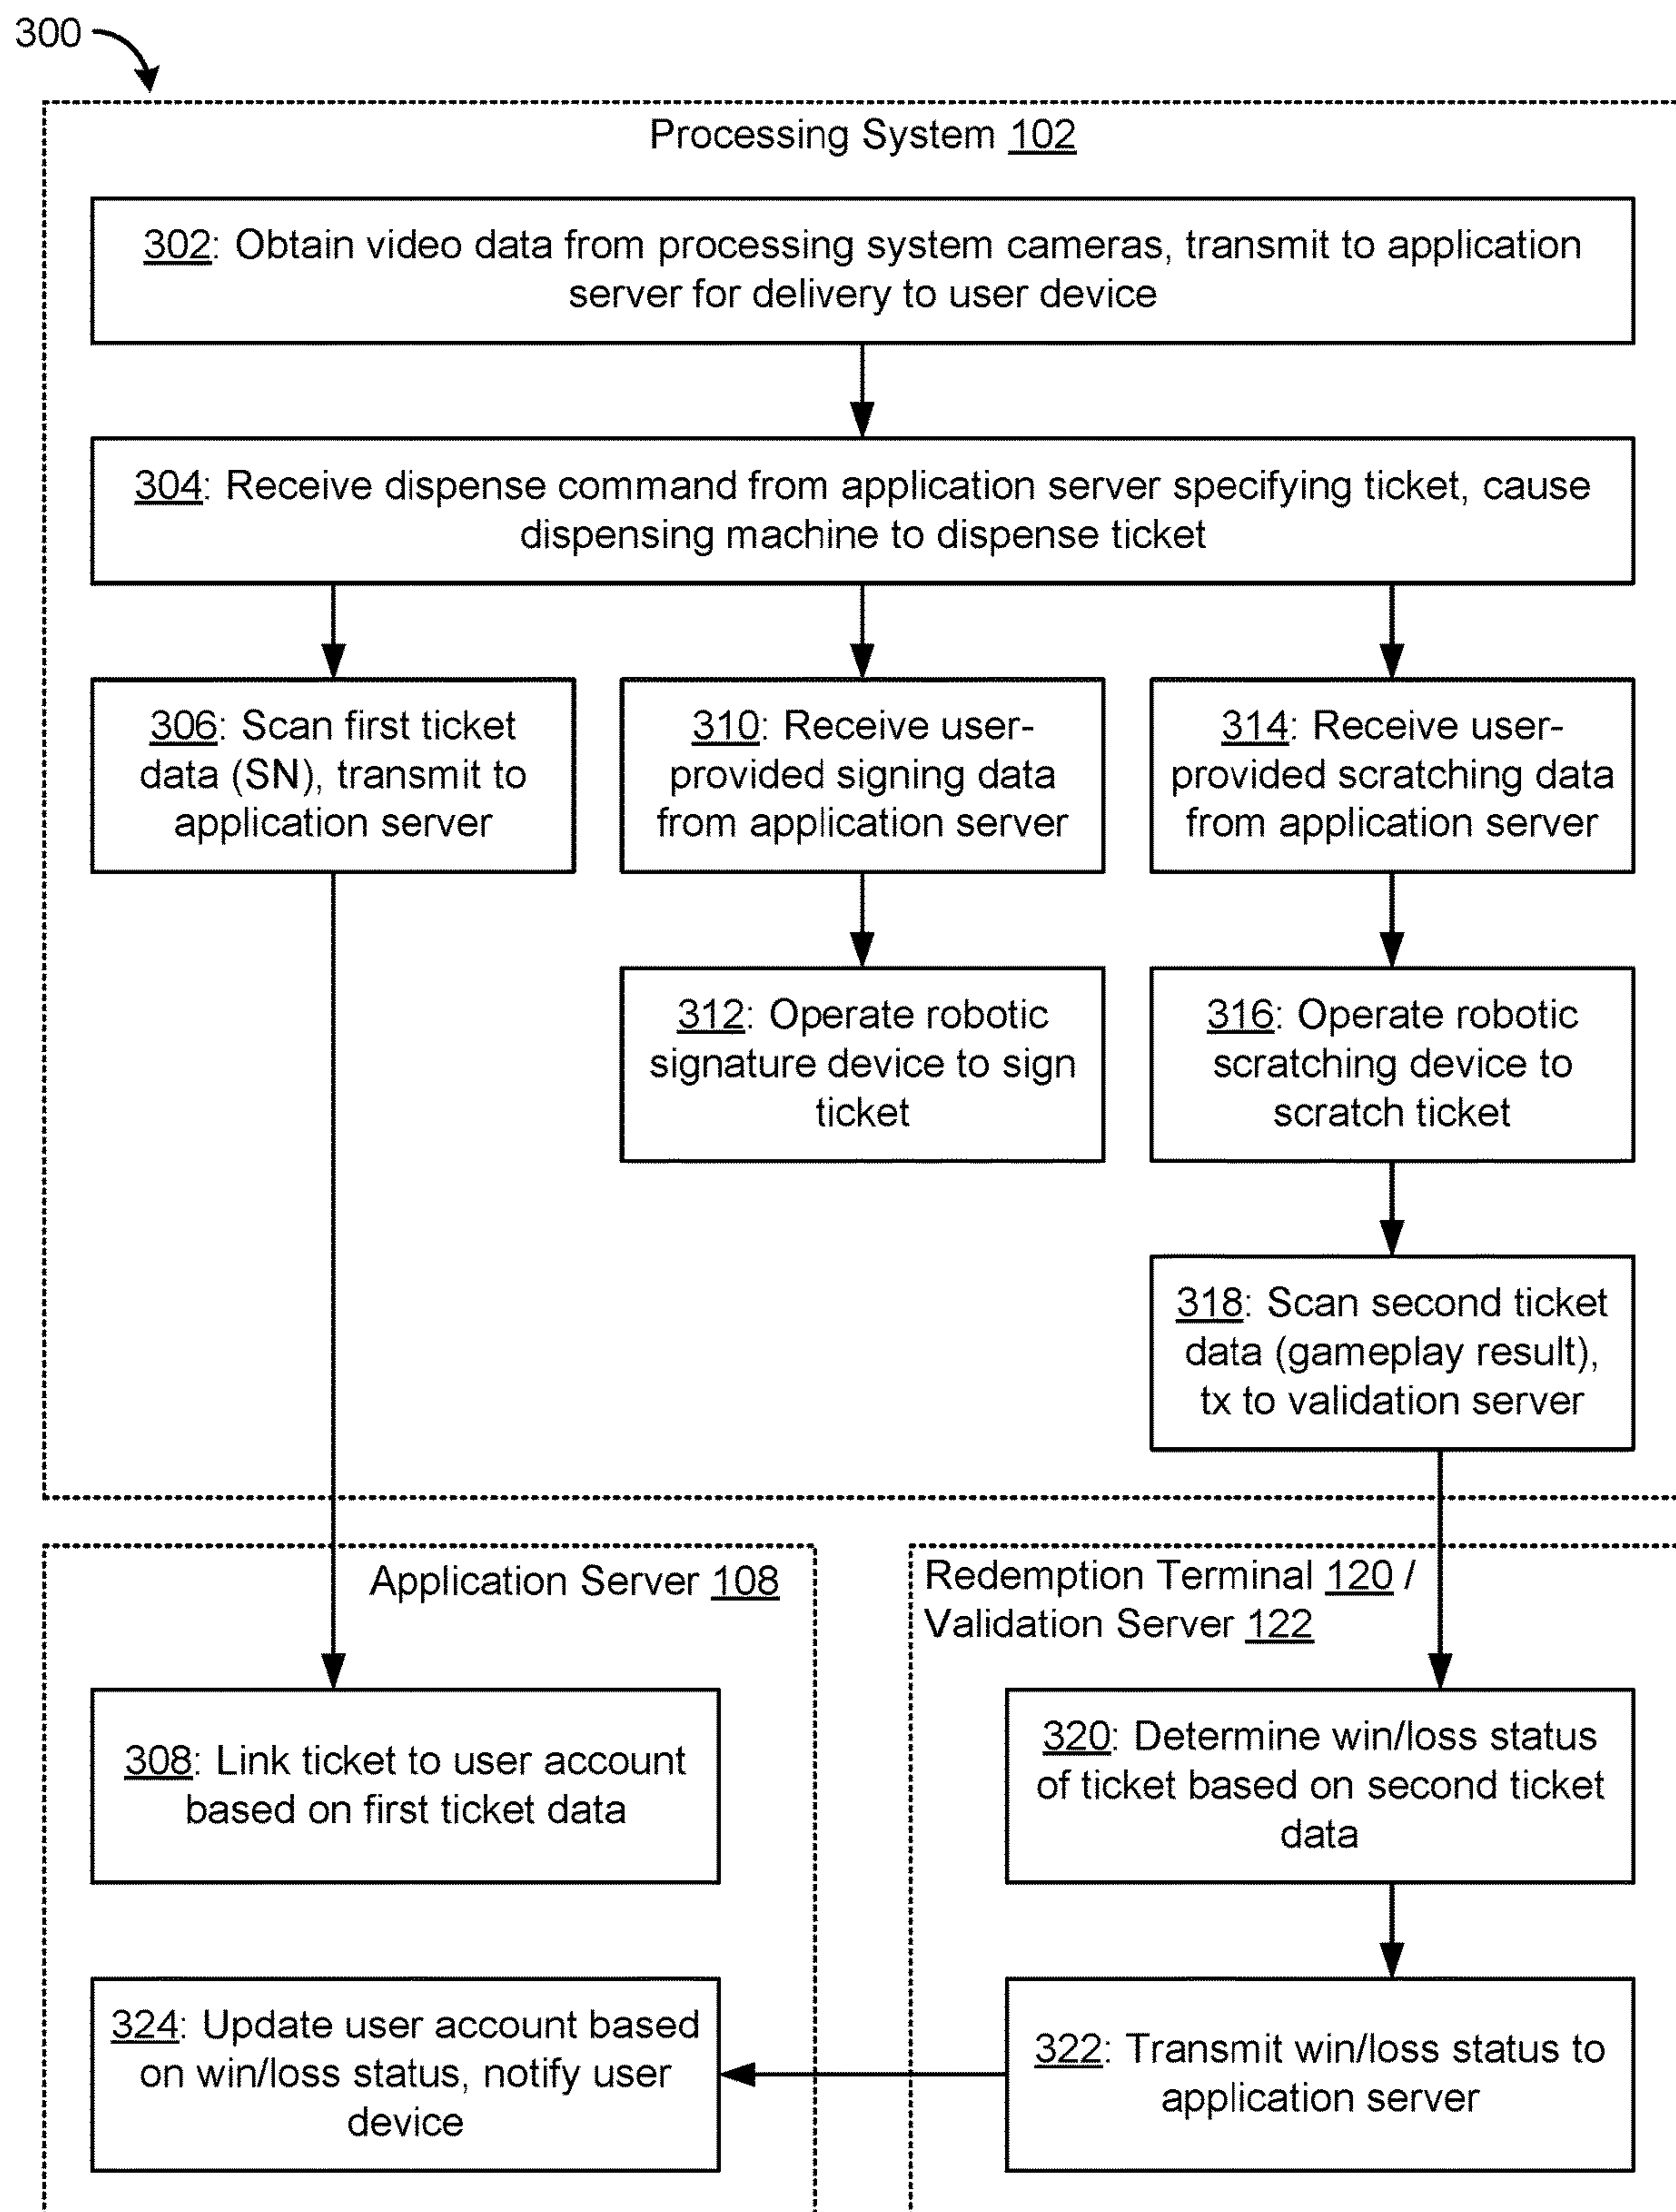 300
Processing System 102
302: Obtain video data from processing system cameras, transmit to application
server for delivery to user device
304: Receive dispense command from application server specifying ticket, cause
dispensing machine to dispense ticket
306: Scan first ticket
data (SN), transmit to
application server
310: Receive user-
provided signing data
from application server
314: Receive user-
provided scratching data
from application server
312: Operate robotic
signature device to sign
ticket
316: Operate robotic
scratching device to
scratch ticket
318: Scan second ticket
data (gameplay result),
tx to validation server
Application Server 108
Redemption Terminal 120 /
Validation Server 122
308: Link ticket to user account
based on first ticket data
320: Determine win/loss status
of ticket based on second ticket
data
324: Update user account based
on win/loss status, notify user
device
322: Transmit win/loss status to
application server